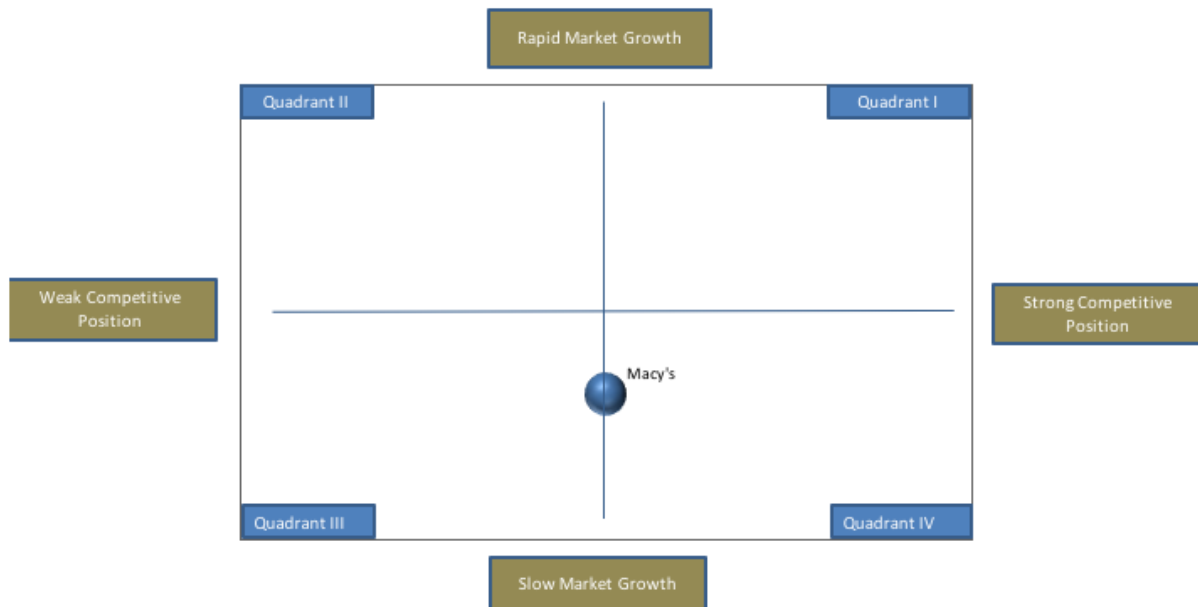 Rapid Market Growth
Quadrant II
Quadrant I
Weak Competitive
Position
Strong Competitive
Position
Macy's
Quadrant III
Quadrant IV
Slow Market Growth